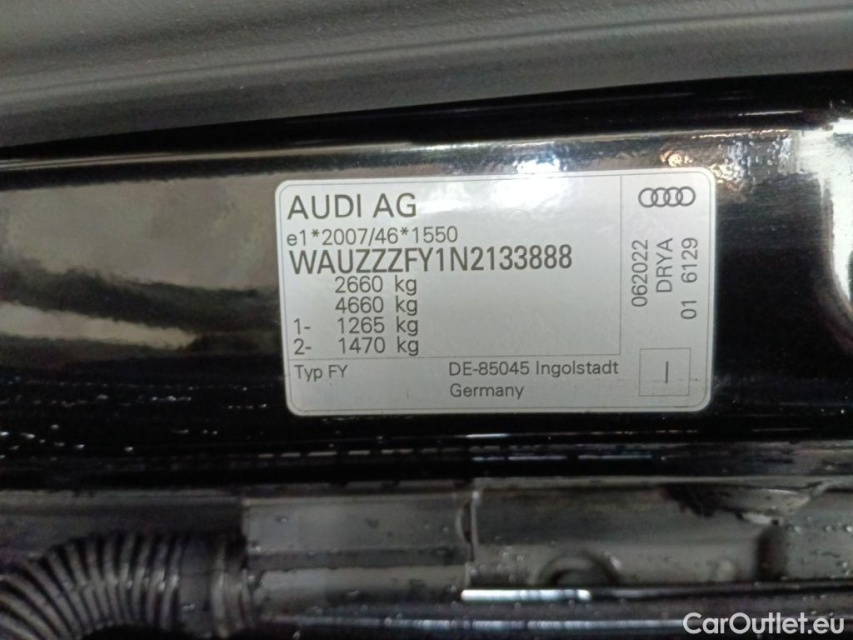 AUDI AG
e1*2007/46*1550
WAUZZZFY1N2133888
2660 kg
4660 kg
1- 1265 kg
2- 1470 kg
Typ FY
DE-85045 Ingolstadt
Germany
062022
DRYA
01 6129
I
CarOutlet.eu